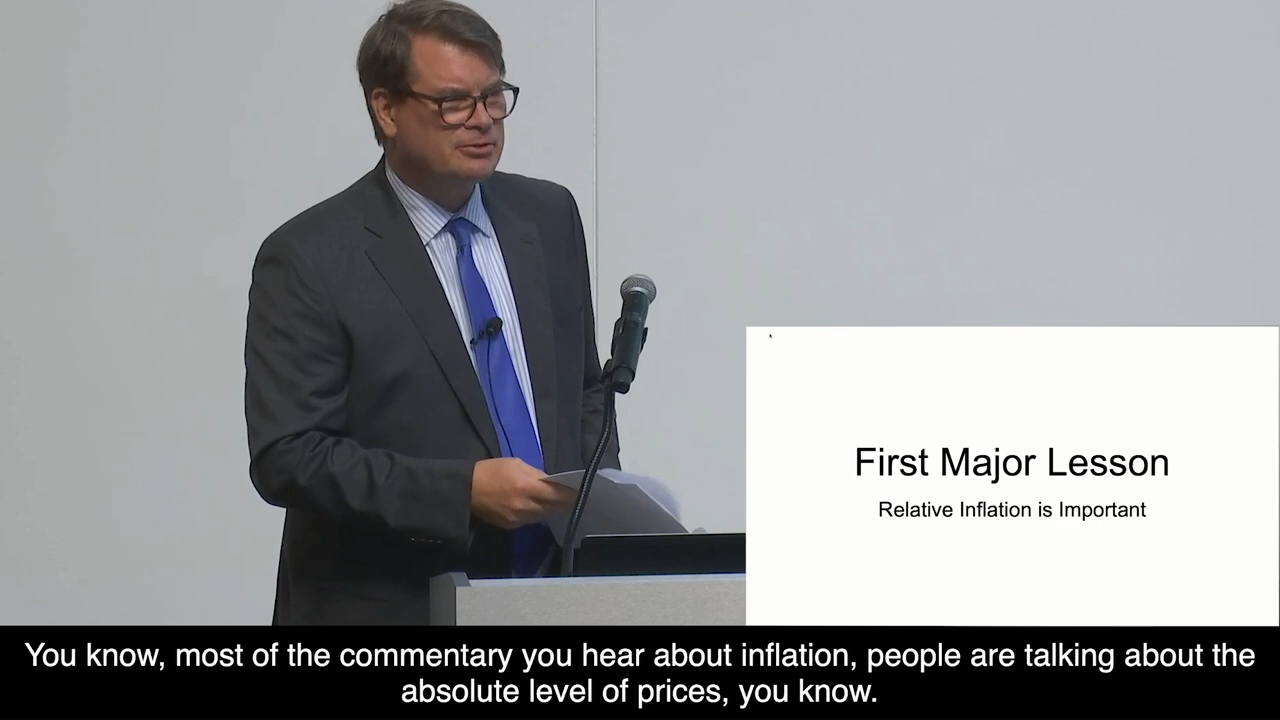 First Major Lesson
Relative Inflation is Important
You know, most of the commentary you hear about inflation, people are talking about the
absolute level of prices, you know.